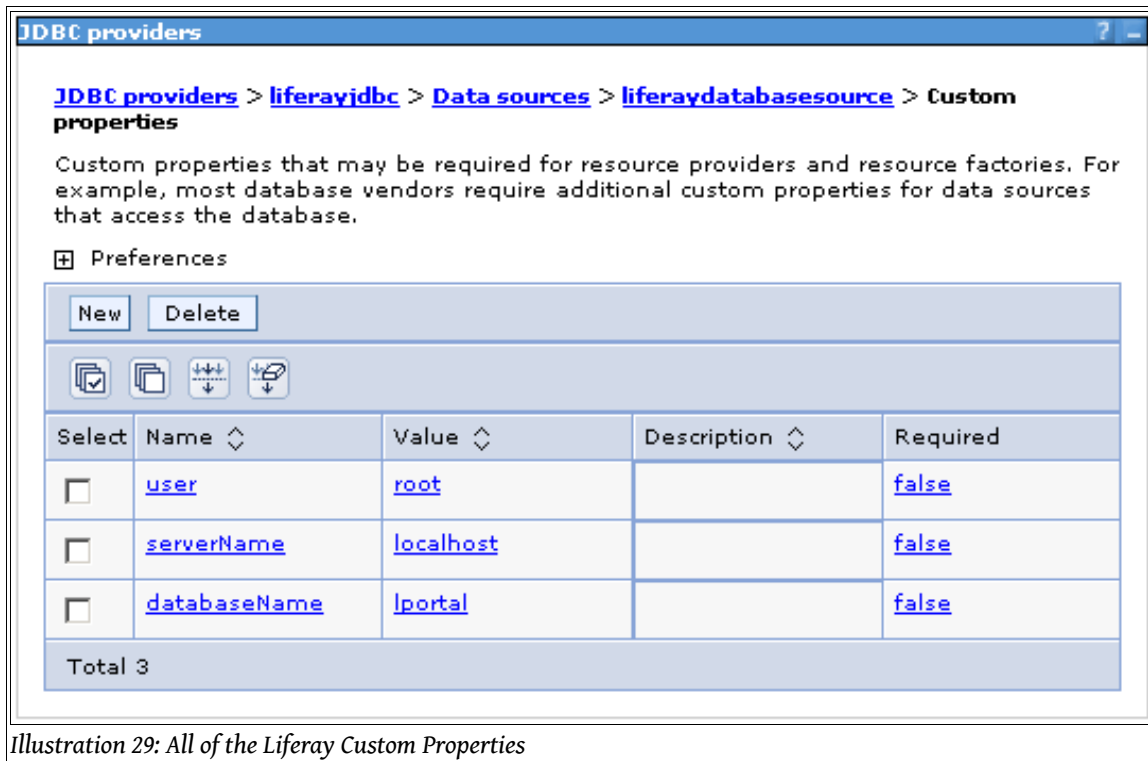 JDBC providers ? –
JDBC providers > liferayjdbc > Data sources > liferaydatabasesource > Custom
properties
Custom properties that may be required for resource providers and resource factories. For
example, most database vendors require additional custom properties for data sources
that access the database.
+ Preferences
New Delete
Select Name Value Description Required
user root false
serverName localhost false
databaseName lportal false
Total 3
Illustration 29: All of the Liferay Custom Properties